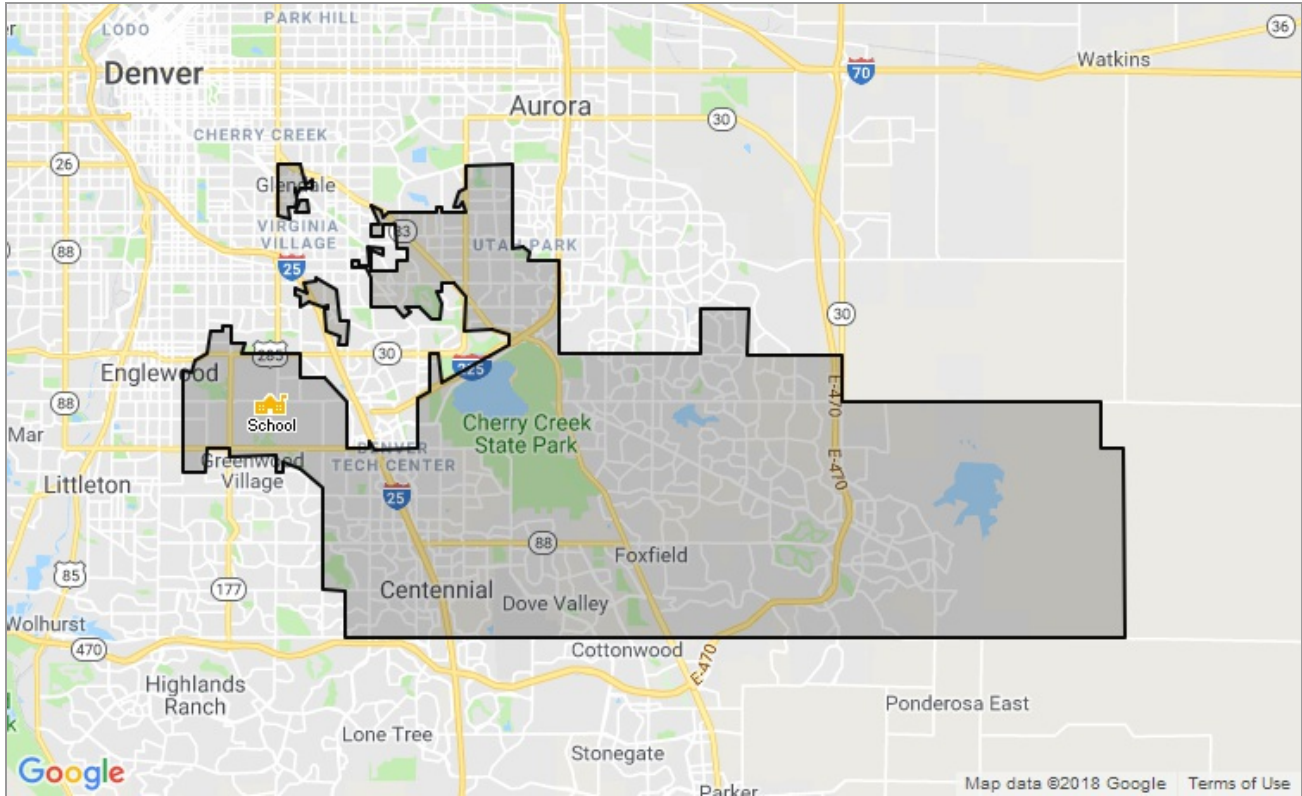 LODO
PARK HILL
36
Watkins
Denver
70
Aurora
30
CHERRY CREEK
26
Glendale
VIRGINIA
VILLAGE
83
UTAH PARK
88
25
30
285
30
225
Englewood
88
School
Cherry Creek
State Park
E-470
Mar
DENVER
TECH CENTER
E-470
Greenwood
Village
Littleton
25
88
Foxfield
85
177
Centennial
Dove Valley
Wolhurst
470
Cottonwood
E-470
Highlands
Ranch
Ponderosa East
Lone Tree
Stonegate
Google
Parker
Map data ©2018 Google
Terms of Use